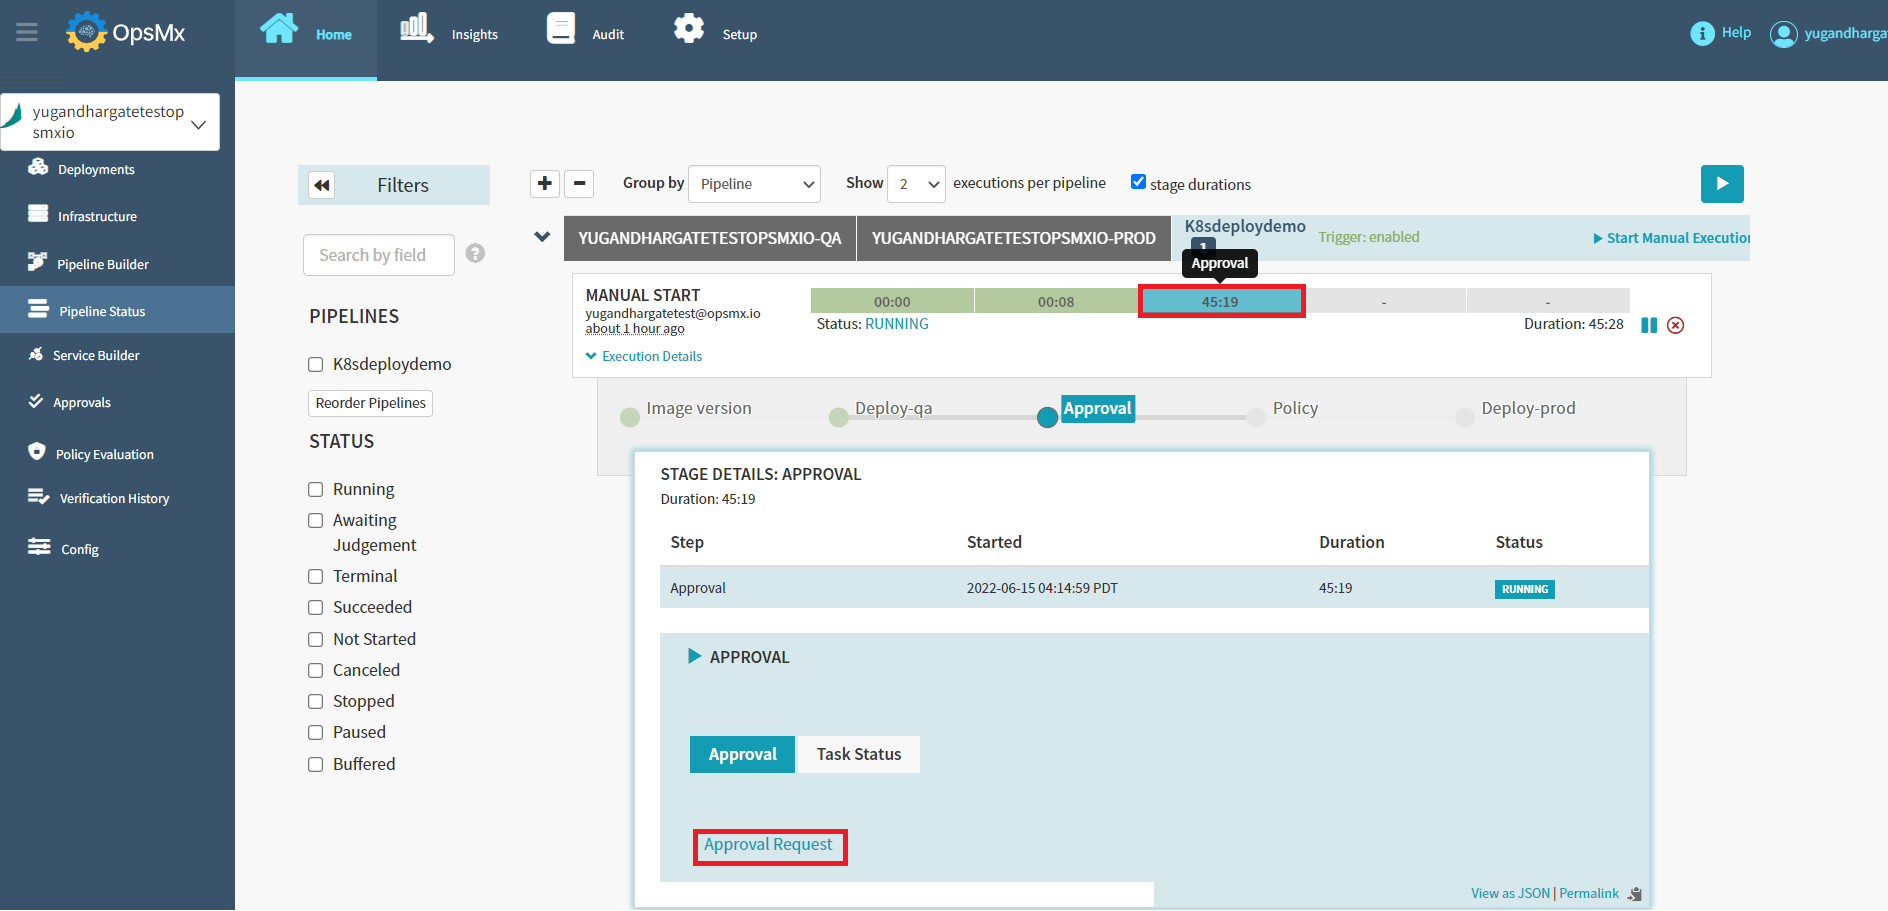 OpsMx
Home
Insights
Audit
Setup
Help
yugandharga
yugandhargatetestop
smxio
Deployments
Infrastructure
Pipeline Builder
Pipeline Status
Service Builder
Approvals
Policy Evaluation
Verification History
Config
Filters
Search by field
?
PIPELINES
K8sdeploydemo
Reorder Pipelines
STATUS
Running
Awaiting
Judgement
Terminal
Succeeded
Not Started
Canceled
Stopped
Paused
Buffered
+ - Group by Pipeline Show 2 executions per pipeline stage durations
YUGANDHARGATETESTOPSMXIO-QA YUGANDHARGATETESTOPSMXIO-PROD K8sdeploydemo Trigger: enabled Start Manual Execution
1
Approval
MANUAL START
yugandhargatetest@opsmx.io
about 1 hour ago
00:00 00:08 45:19 - -
Status: RUNNING Duration: 45:28
Execution Details
Image version Deploy-qa Approval Policy Deploy-prod
STAGE DETAILS: APPROVAL
Duration: 45:19
Step Started Duration Status
Approval 2022-06-15 04:14:59 PDT 45:19 RUNNING
APPROVAL
Approval Task Status
Approval Request
View as JSON | Permalink